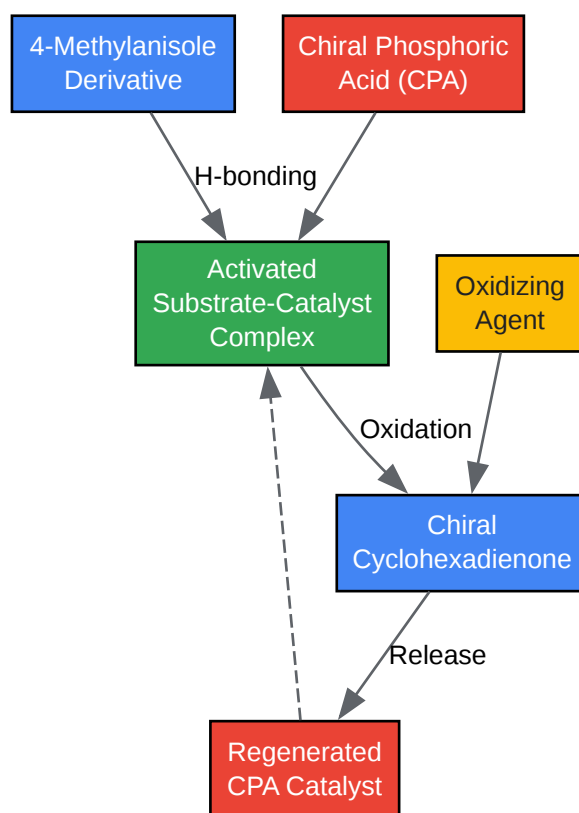 4-Methylanisole
Derivative
Chiral Phosphoric
Acid (CPA)
H-bonding
Activated
Substrate-Catalyst
Complex
Oxidizing
Agent
Oxidation
Chiral
Cyclohexadienone
Release
Regenerated
CPA Catalyst